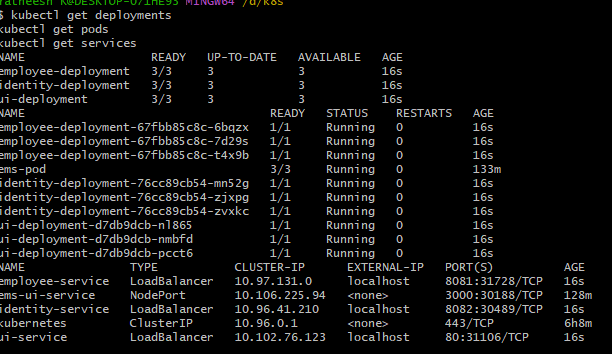 ratheesh K@DESKTOP-071HE93 MINGW64 /d/k8s
$ kubectl get deployments
kubectl get pods
kubectl get services
NAME READY UP-TO-DATE AVAILABLE AGE
employee-deployment 3/3 3 3 16s
identity-deployment 3/3 3 3 16s
ui-deployment 3/3 3 3 16s
NAME READY STATUS RESTARTS AGE
employee-deployment-67fbb85c8c-6bqzx 1/1 Running 0 16s
employee-deployment-67fbb85c8c-7d29s 1/1 Running 0 16s
employee-deployment-67fbb85c8c-t4x9b 1/1 Running 0 16s
ems-pod 3/3 Running 0 133m
identity-deployment-76cc89cb54-mn52g 1/1 Running 0 16s
identity-deployment-76cc89cb54-zjxpg 1/1 Running 0 16s
identity-deployment-76cc89cb54-zvxkc 1/1 Running 0 16s
ui-deployment-d7db9dcb-nl865 1/1 Running 0 16s
ui-deployment-d7db9dcb-nmbfd 1/1 Running 0 16s
ui-deployment-d7db9dcb-pcct6 1/1 Running 0 16s
NAME TYPE CLUSTER-IP EXTERNAL-IP PORT(S) AGE
employee-service LoadBalancer 10.97.131.0 localhost 8081:31728/TCP 16s
ems-ui-service NodePort 10.106.225.94 <none> 3000:30188/TCP 128m
identity-service LoadBalancer 10.96.41.210 localhost 8082:30489/TCP 16s
kubernetes ClusterIP 10.96.0.1 <none> 443/TCP 6h8m
ui-service LoadBalancer 10.102.76.123 localhost 80:31106/TCP 16s